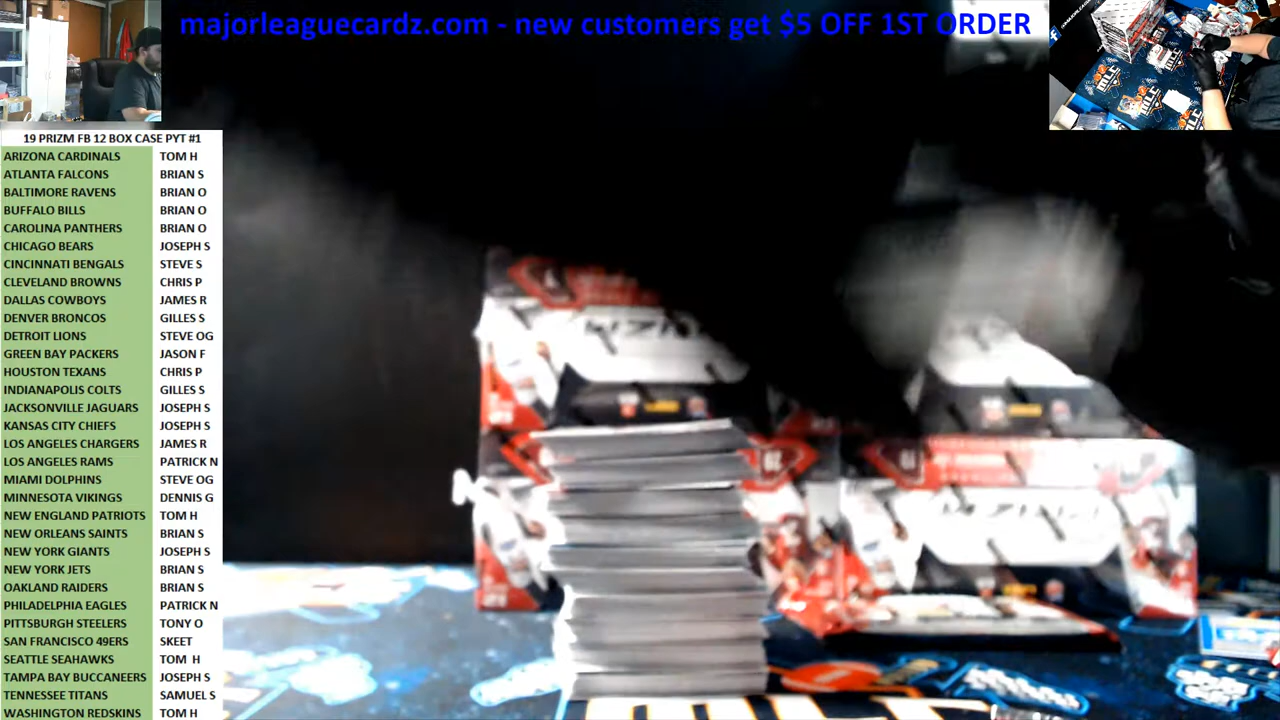 majorleaguecardz.com - new customers get $5 OFF 1ST ORDER
19 PRIZM FB 12 BOX CASE PYT #1
ARIZONA CARDINALS TOM H
ATLANTA FALCONS BRIAN S
BALTIMORE RAVENS BRIAN O
BUFFALO BILLS BRIAN O
CAROLINA PANTHERS BRIAN O
CHICAGO BEARS JOSEPH S
CINCINNATI BENGALS STEVE S
CLEVELAND BROWNS CHRIS P
DALLAS COWBOYS JAMES R
DENVER BRONCOS GILLES S
DETROIT LIONS STEVE OG
GREEN BAY PACKERS JASON F
HOUSTON TEXANS CHRIS P
INDIANAPOLIS COLTS GILLES S
JACKSONVILLE JAGUARS JOSEPH S
KANSAS CITY CHIEFS JOSEPH S
LOS ANGELES CHARGERS JAMES R
LOS ANGELES RAMS PATRICK N
MIAMI DOLPHINS STEVE OG
MINNESOTA VIKINGS DENNIS G
NEW ENGLAND PATRIOTS TOM H
NEW ORLEANS SAINTS BRIAN S
NEW YORK GIANTS JOSEPH S
NEW YORK JETS BRIAN S
OAKLAND RAIDERS BRIAN S
PHILADELPHIA EAGLES PATRICK N
PITTSBURGH STEELERS TONY O
SAN FRANCISCO 49ERS SKEET
SEATTLE SEAHAWKS TOM H
TAMPA BAY BUCCANEERS JOSEPH S
TENNESSEE TITANS SAMUEL S
WASHINGTON REDSKINS TOM H
PRIZM
PRIZM
MLC